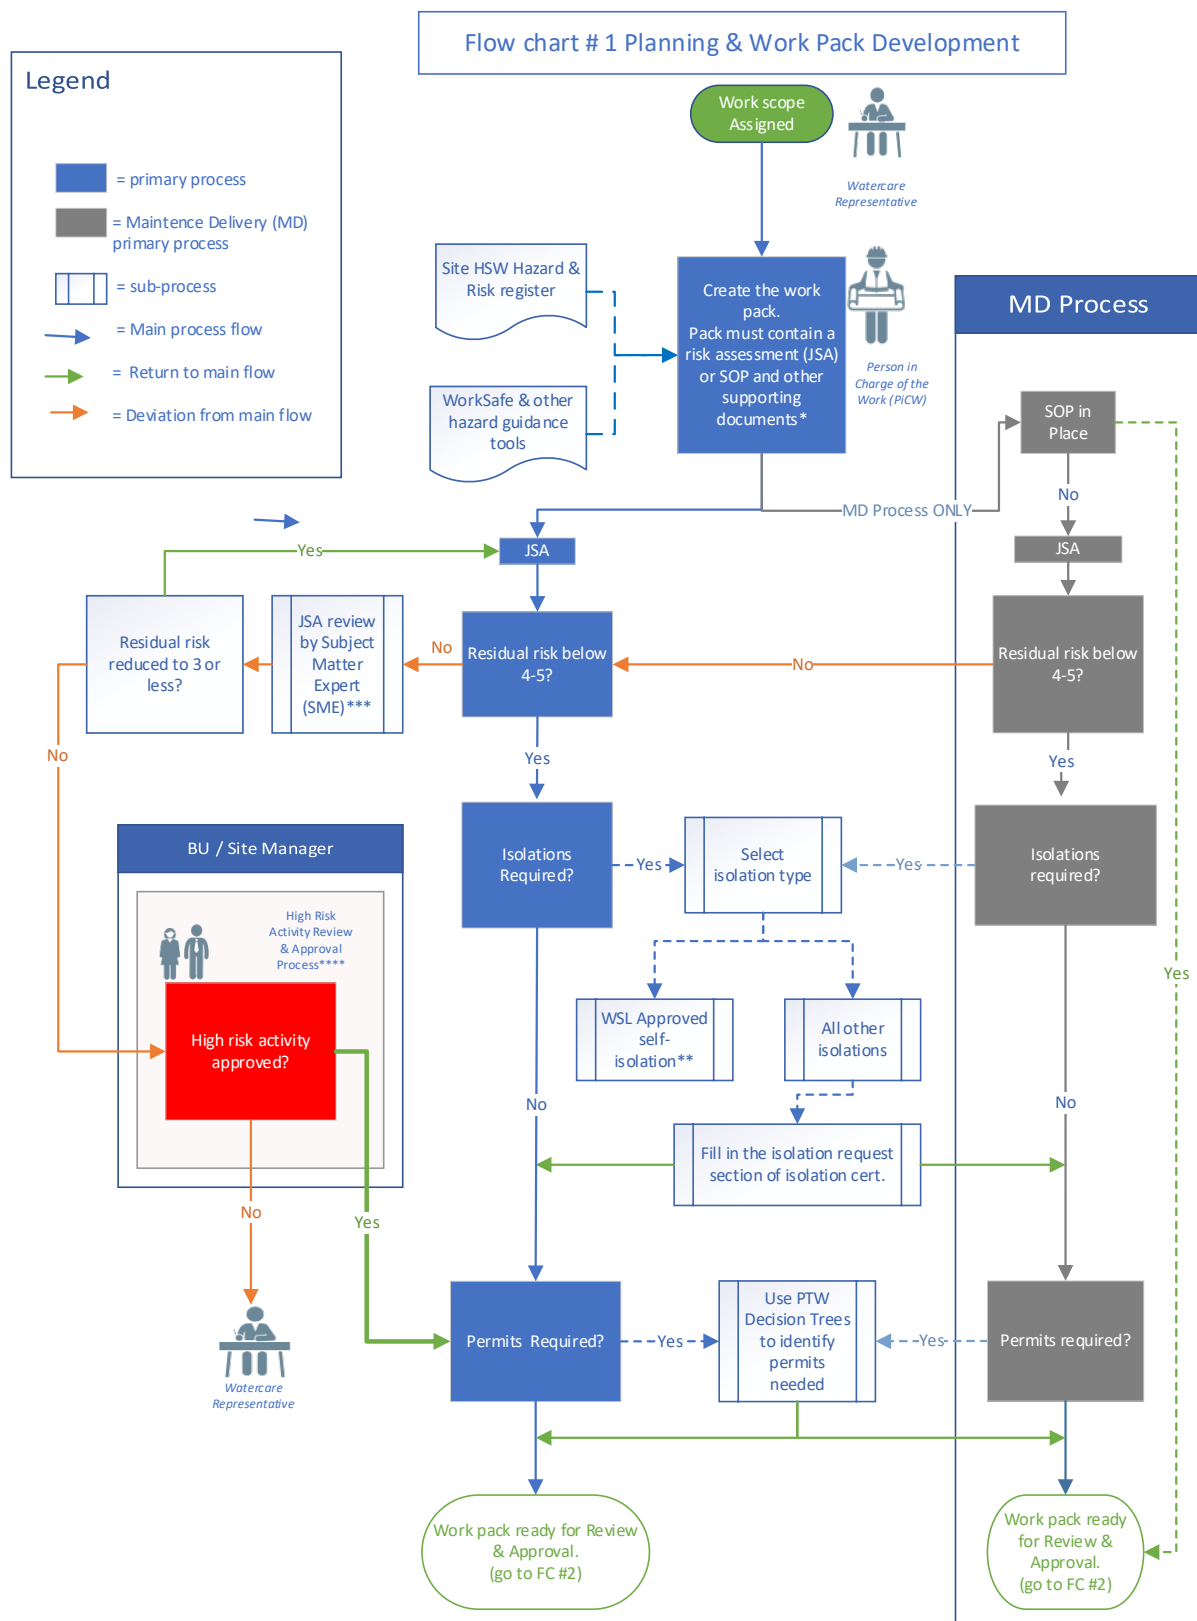 Flow chart # 1 Planning & Work Pack Development
Legend
= primary process
= Maintence Delivery (MD)
primary process
= sub-process
= Main process flow
= Return to main flow
= Deviation from main flow
Work scope
Assigned
Watercare
Representative
Site HSW Hazard &
Risk register
WorkSafe & other
hazard guidance
tools
Create the work
pack.
Pack must contain a
risk assessment (JSA)
or SOP and other
supporting
documents*
Person in
Charge of the
Work (PiCW)
MD Process
SOP in
Place
MD Process ONLY
No
Yes
JSA
JSA
Residual risk
reduced to 3 or
less?
JSA review
by Subject
Matter
Expert
(SME)***
No
Residual risk below
4-5?
No
Residual risk below
4-5?
No
Yes
Yes
BU / Site Manager
High Risk
Activity Review
& Approval
Process****
High risk activity
approved?
Isolations
Required?
Yes
Select
isolation type
Yes
Isolations
required?
Yes
WSL Approved
self-
isolation**
All other
isolations
No
No
Fill in the isolation request
section of isolation cert.
No
Yes
Watercare
Representative
Permits  Required?
Yes
Use PTW
Decision Trees
to identify
permits
needed
Yes
Permits required?
Work pack ready for Review
& Approval.
(go to FC #2)
Work pack ready
for Review &
Approval.
(go to FC #2)